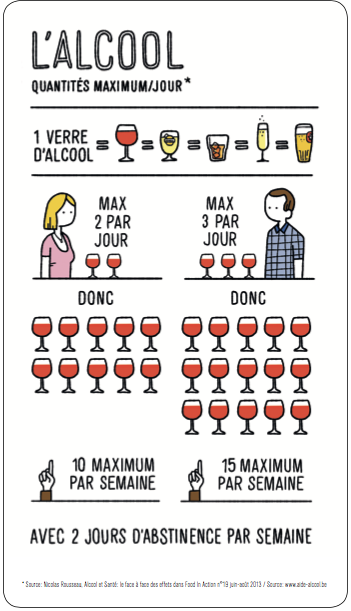 L'ALCOOL
QUANTITÉS MAXIMUM/JOUR*
1 VERRE
D'ALCOOL = = = = =
MAX
2 PAR
JOUR
MAX
3 PAR
JOUR
DONC
DONC
10 MAXIMUM
PAR SEMAINE
15 MAXIMUM
PAR SEMAINE
AVEC 2 JOURS D'ABSTINENCE PAR SEMAINE
* Source: Nicolas Rousseau: Alcool et Santé: le face à face des effets dans Food In Action n°19 juin-août 2013 / Source: www.aide-alcool.be